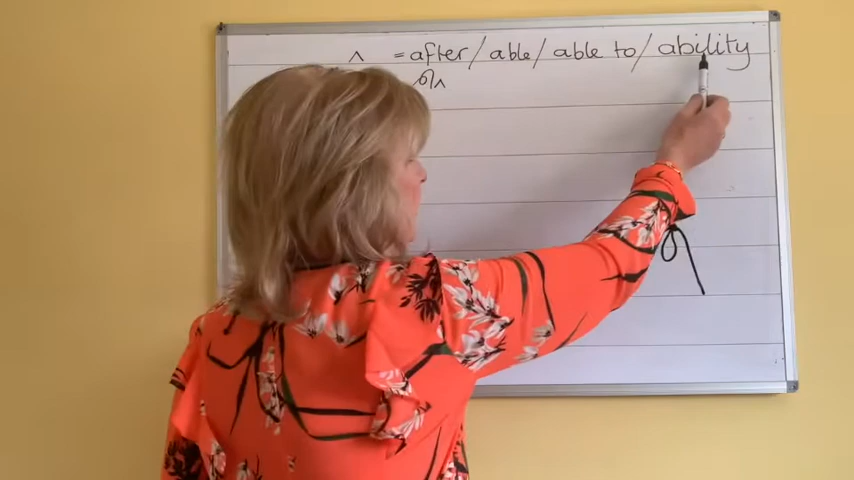 ^ = after/ able/ able to/ ability